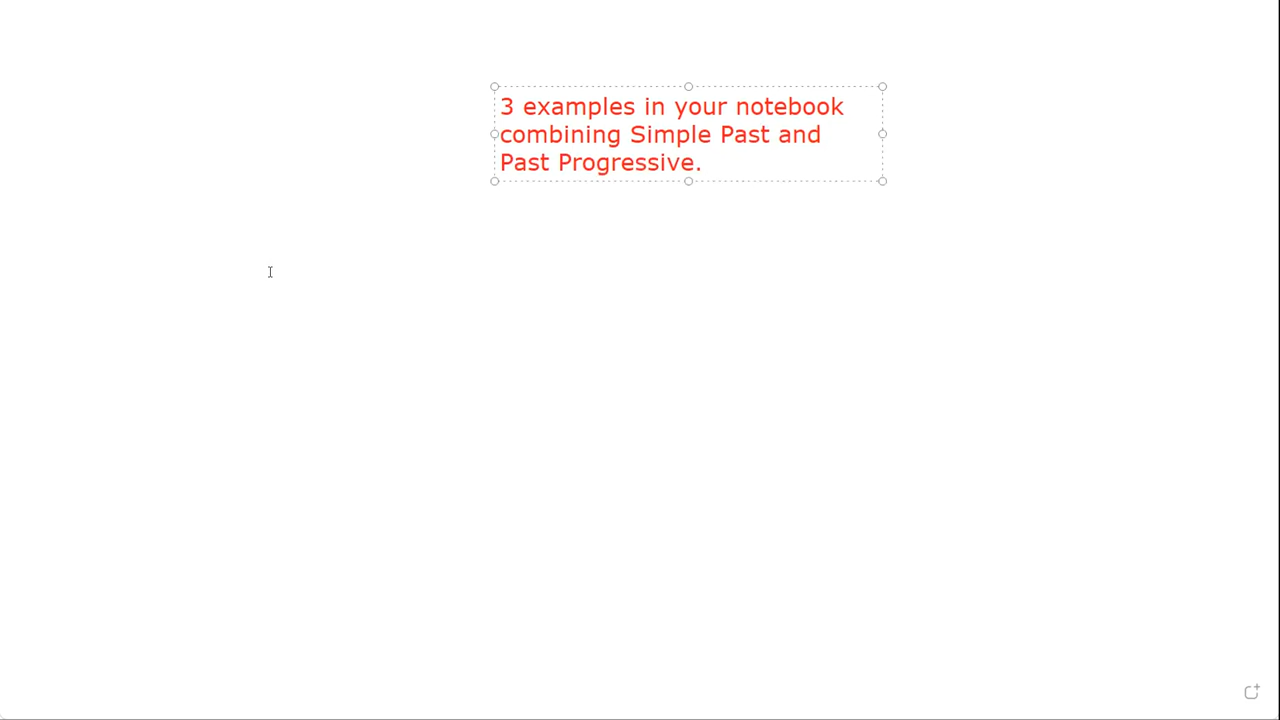 3 examples in your notebook
combining Simple Past and
Past Progressive.